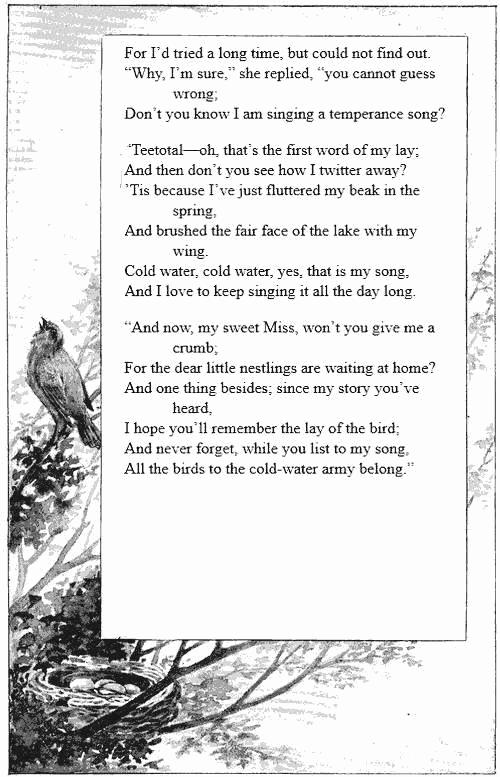 For I’d tried a long time, but could not find out.
“Why, I’m sure,” she replied, “you cannot guess
wrong;
Don’t you know I am singing a temperance song?
“Teetotal—oh, that’s the first word of my lay;
And then don’t you see how I twitter away?
’Tis because I’ve just fluttered my beak in the
spring,
And brushed the fair face of the lake with my
wing.
Cold water, cold water, yes, that is my song,
And I love to keep singing it all the day long.
“And now, my sweet Miss, won’t you give me a
crumb;
For the dear little nestlings are waiting at home?
And one thing besides; since my story you’ve
heard,
I hope you’ll remember the lay of the bird;
And never forget, while you list to my song,
All the birds to the cold-water army belong.”